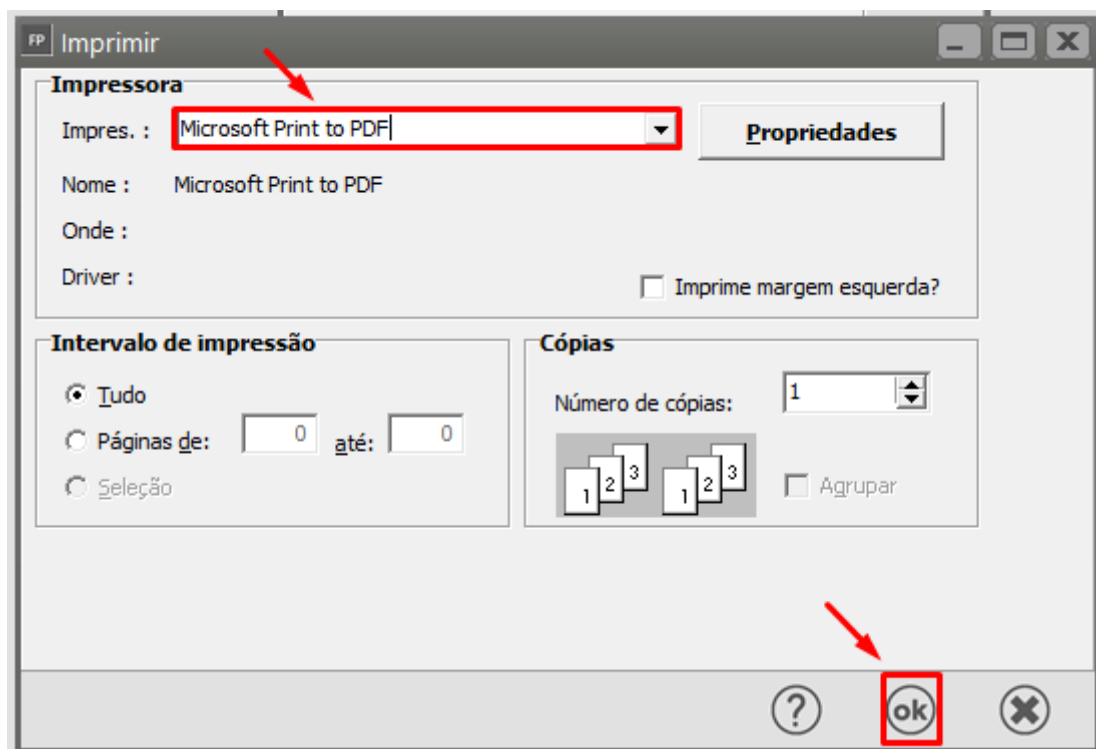 FP Imprimir
Impressora
Impres. : Microsoft Print to PDF
Propriedades
Nome : Microsoft Print to PDF
Onde :
Driver :
Imprime margem esquerda?
Intervalo de impressão
Tudo
Páginas de: 0 até: 0
Seleção
Cópias
Número de cópias: 1
1 2 3 1 2 3
Agrupar
? ok